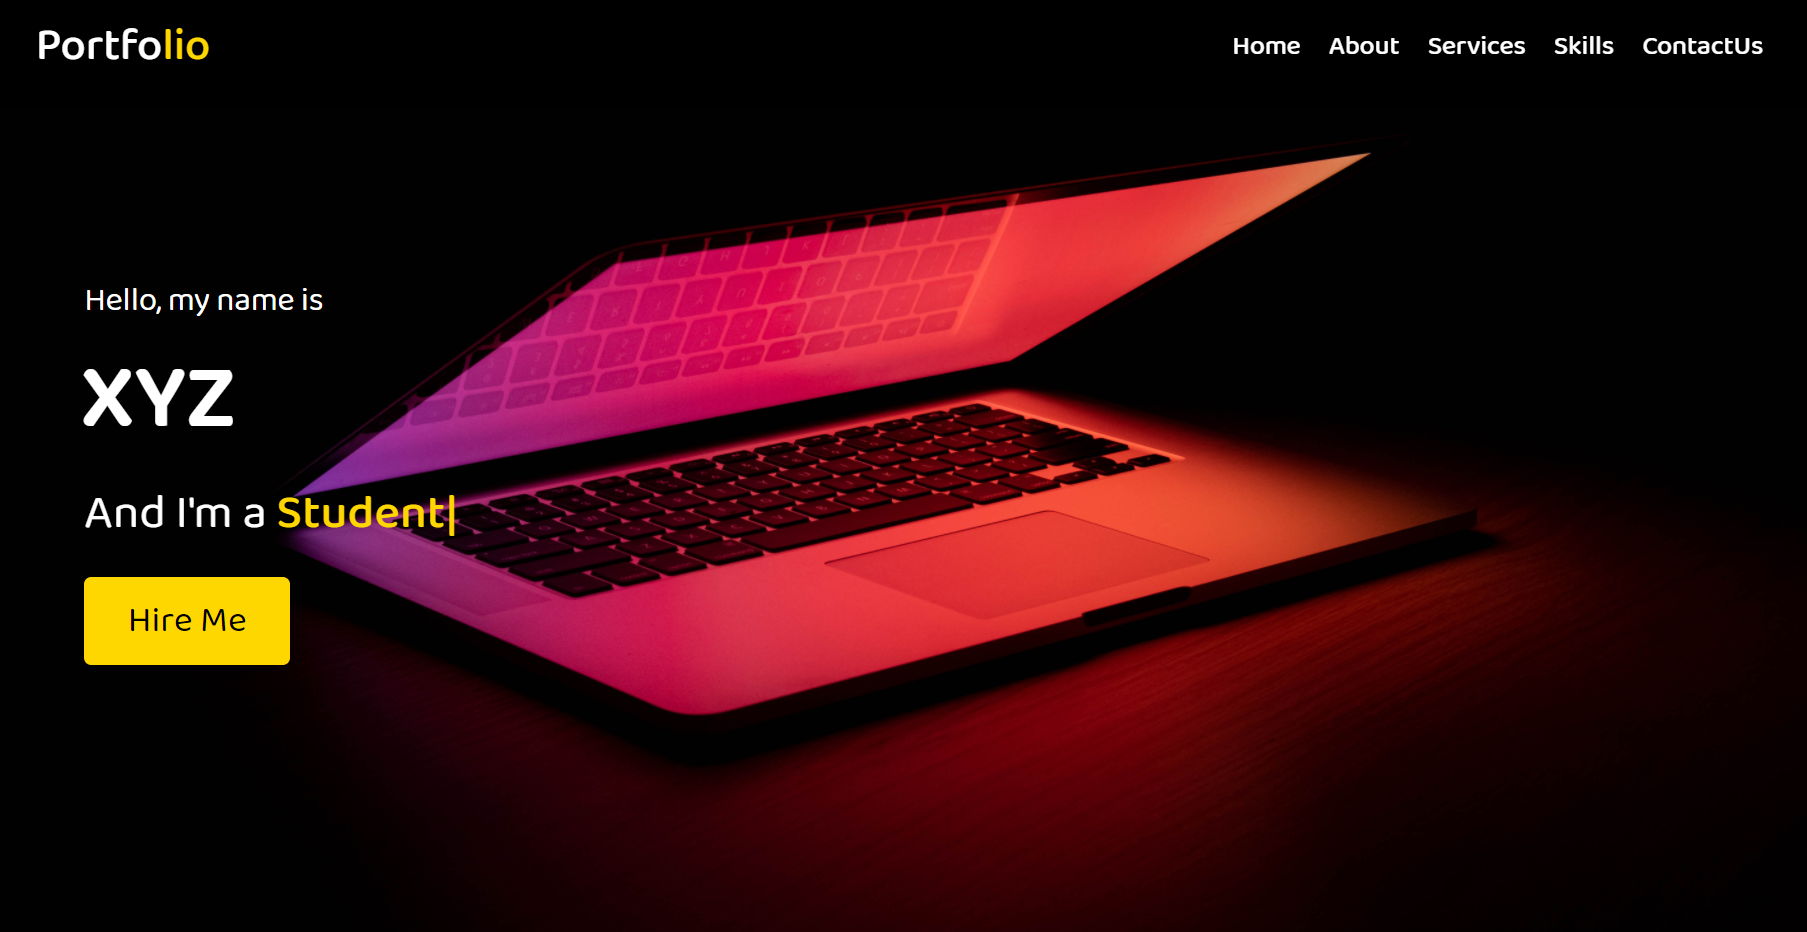 Portfolio
Home About Services Skills ContactUs
Hello, my name is
XYZ
And I'm a Student|
Hire Me